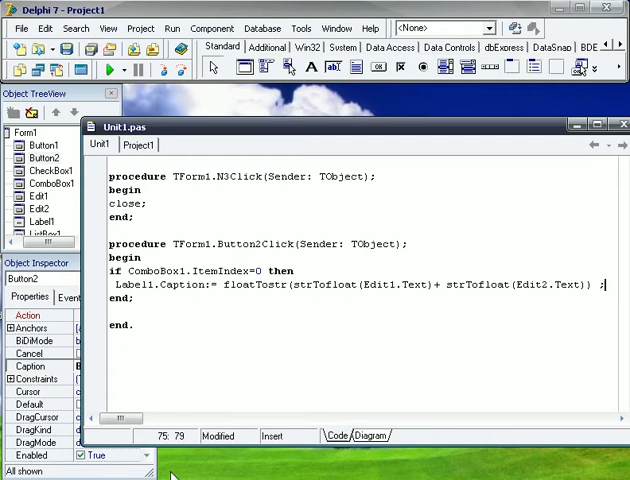 Delphi 7 - Project1
File Edit Search View Project Run Component Database Tools Window Help <None>
Standard Additional Win32 System Data Access Data Controls dbExpress DataSnap BDE
Object TreeView
Form1
Button1
Button2
CheckBox1
ComboBox1
Edit1
Edit2
Label1
ListBox1
Object Inspector
Button2
Properties Event
Action
Anchors
BiDiMode
Cancel
Caption
Constraints
Cursor
Default
DragCursor
DragKind
DragMode
Enabled True
All shown
Unit1.pas
Unit1 Project1
procedure TForm1.N3Click(Sender: TObject);
begin
close;
end;
procedure TForm1.Button2Click(Sender: TObject);
begin
if ComboBox1.ItemIndex=0 then
Label1.Caption:= floatTostr(strTofloat(Edit1.Text)+ strTofloat(Edit2.Text)) ;
end;
end.
75: 79 Modified Insert Code Diagram